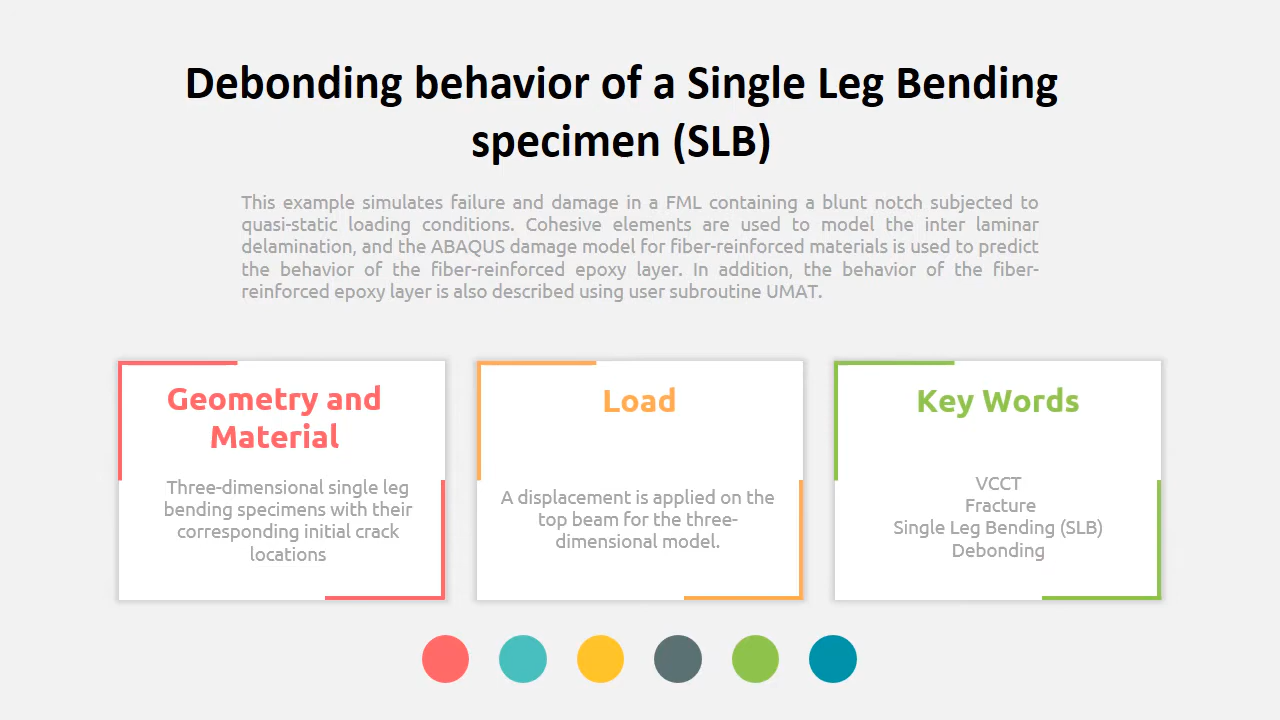 Debonding behavior of a Single Leg Bending
specimen (SLB)
This example simulates failure and damage in a FML containing a blunt notch subjected to
quasi-static loading conditions. Cohesive elements are used to model the inter laminar
delamination, and the ABAQUS damage model for fiber-reinforced materials is used to predict
the behavior of the fiber-reinforced epoxy layer. In addition, the behavior of the fiber-
reinforced epoxy layer is also described using user subroutine UMAT.
Geometry and
Material
Three-dimensional single leg
bending specimens with their
corresponding initial crack
locations
Load
A displacement is applied on the
top beam for the three-
dimensional model.
Key Words
VCCT
Fracture
Single Leg Bending (SLB)
Debonding